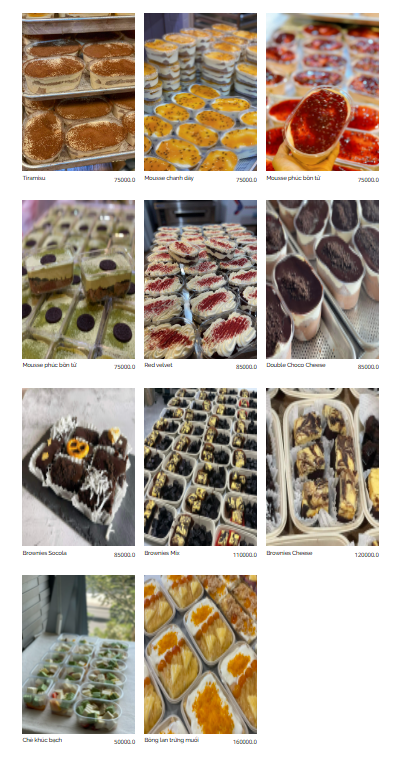 Tiramisu 75000.0
Mousse chanh dây 75000.0
Mousse phúc bồn tử 75000.0
Mousse phúc bồn tử 75000.0
Red velvet 85000.0
Double Choco Cheese 85000.0
Brownies Socola 85000.0
Brownies Mix 110000.0
Brownies Cheese 120000.0
Chè khúc bạch 50000.0
Bông lan trứng muối 160000.0